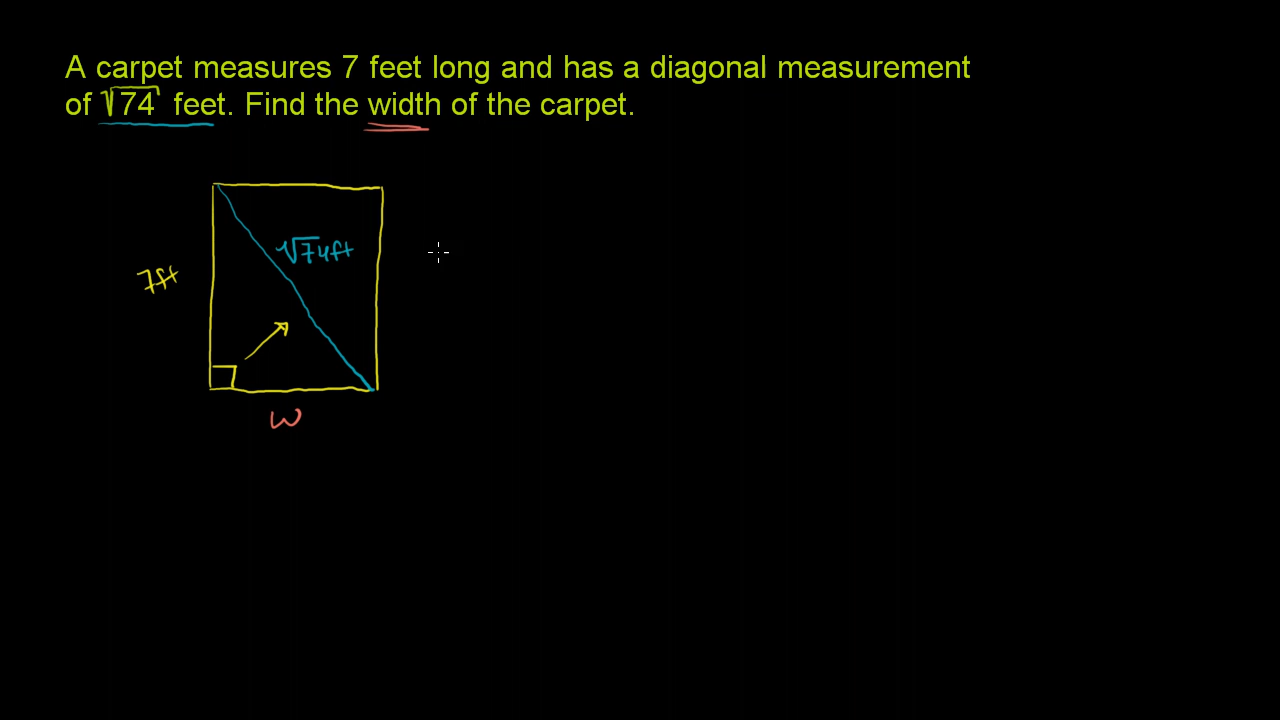 A carpet measures 7 feet long and has a diagonal measurement
of √74 feet. Find the width of the carpet.
√74ft
7ft
w